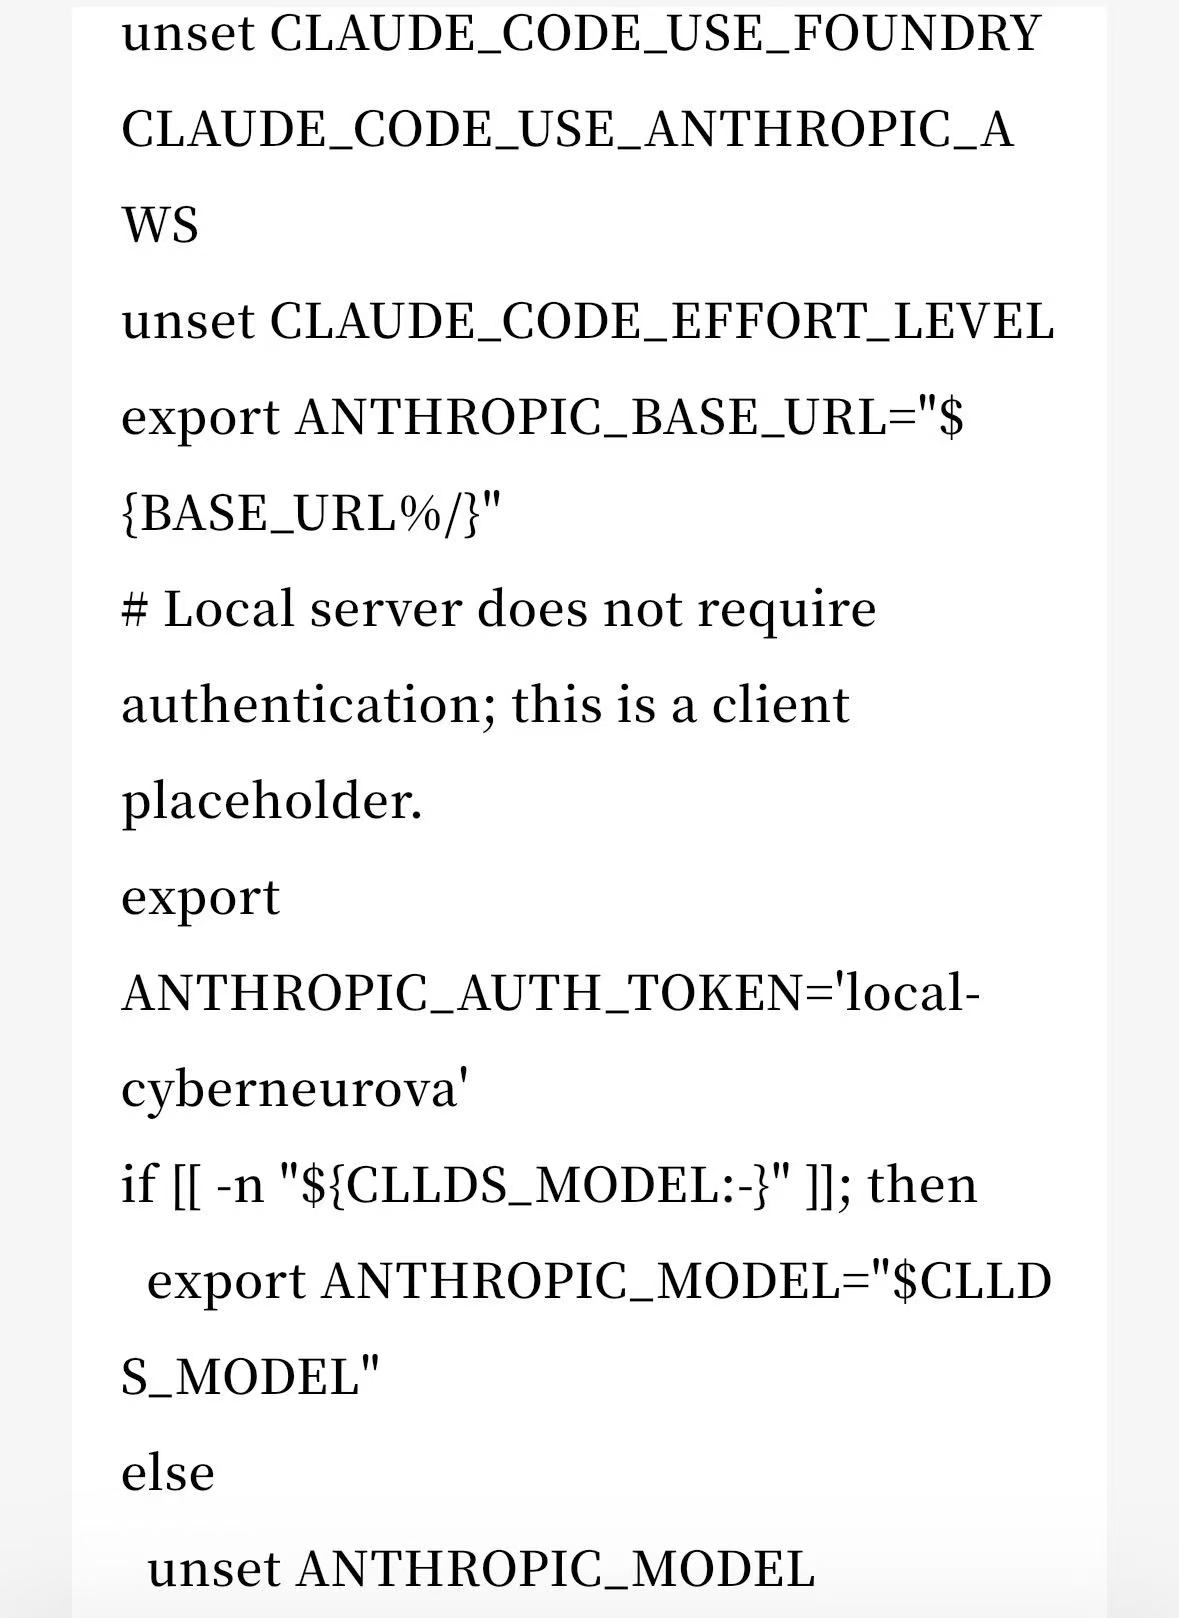 unset CLAUDE_CODE_USE_FOUNDRY
CLAUDE_CODE_USE_ANTHROPIC_A
WS
unset CLAUDE_CODE_EFFORT_LEVEL
export ANTHROPIC_BASE_URL="$
{BASE_URL%/}"
# Local server does not require
authentication; this is a client
placeholder.
export
ANTHROPIC_AUTH_TOKEN='local-
cyberneurova'
if [[ -n "${CLLDS_MODEL:-}" ]]; then
  export ANTHROPIC_MODEL="$CLLD
S_MODEL"
else
  unset ANTHROPIC_MODEL